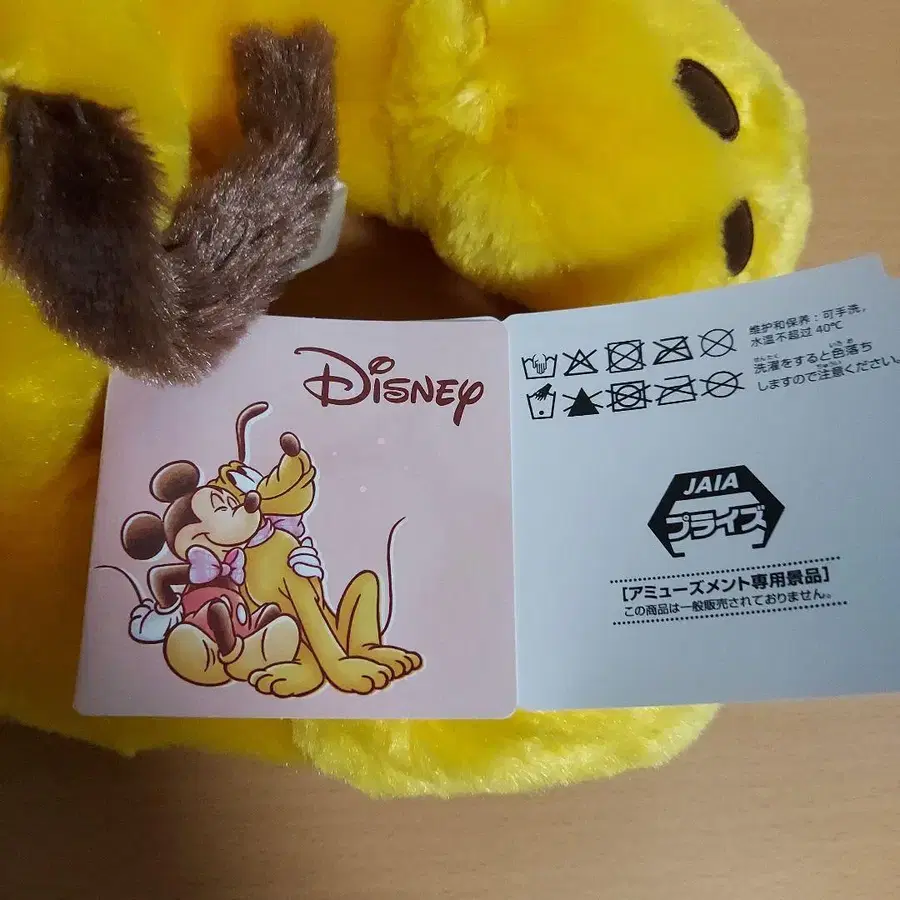 Disney
维护和保养：可手洗，
水温不超过 40℃
洗濯をすると色落ち
しますので注意ください。
JAIA
プライズ
[アミューズメント専用景品]
この商品は一般販売されておりません。